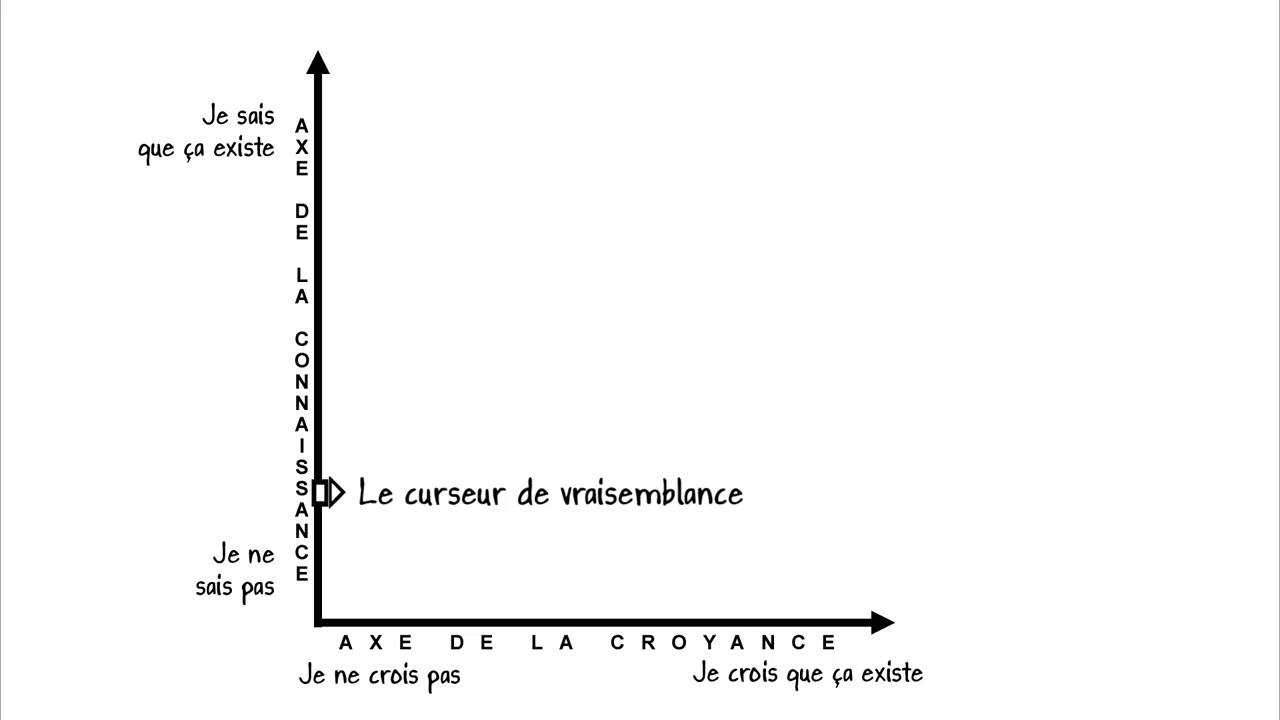 Je sais
que ça existe
AXE DE LA CONNAISSANCE
Le curseur de vraisemblance
Je ne
sais pas
AXE DE LA CROYANCE
Je ne crois pas
Je crois que ça existe